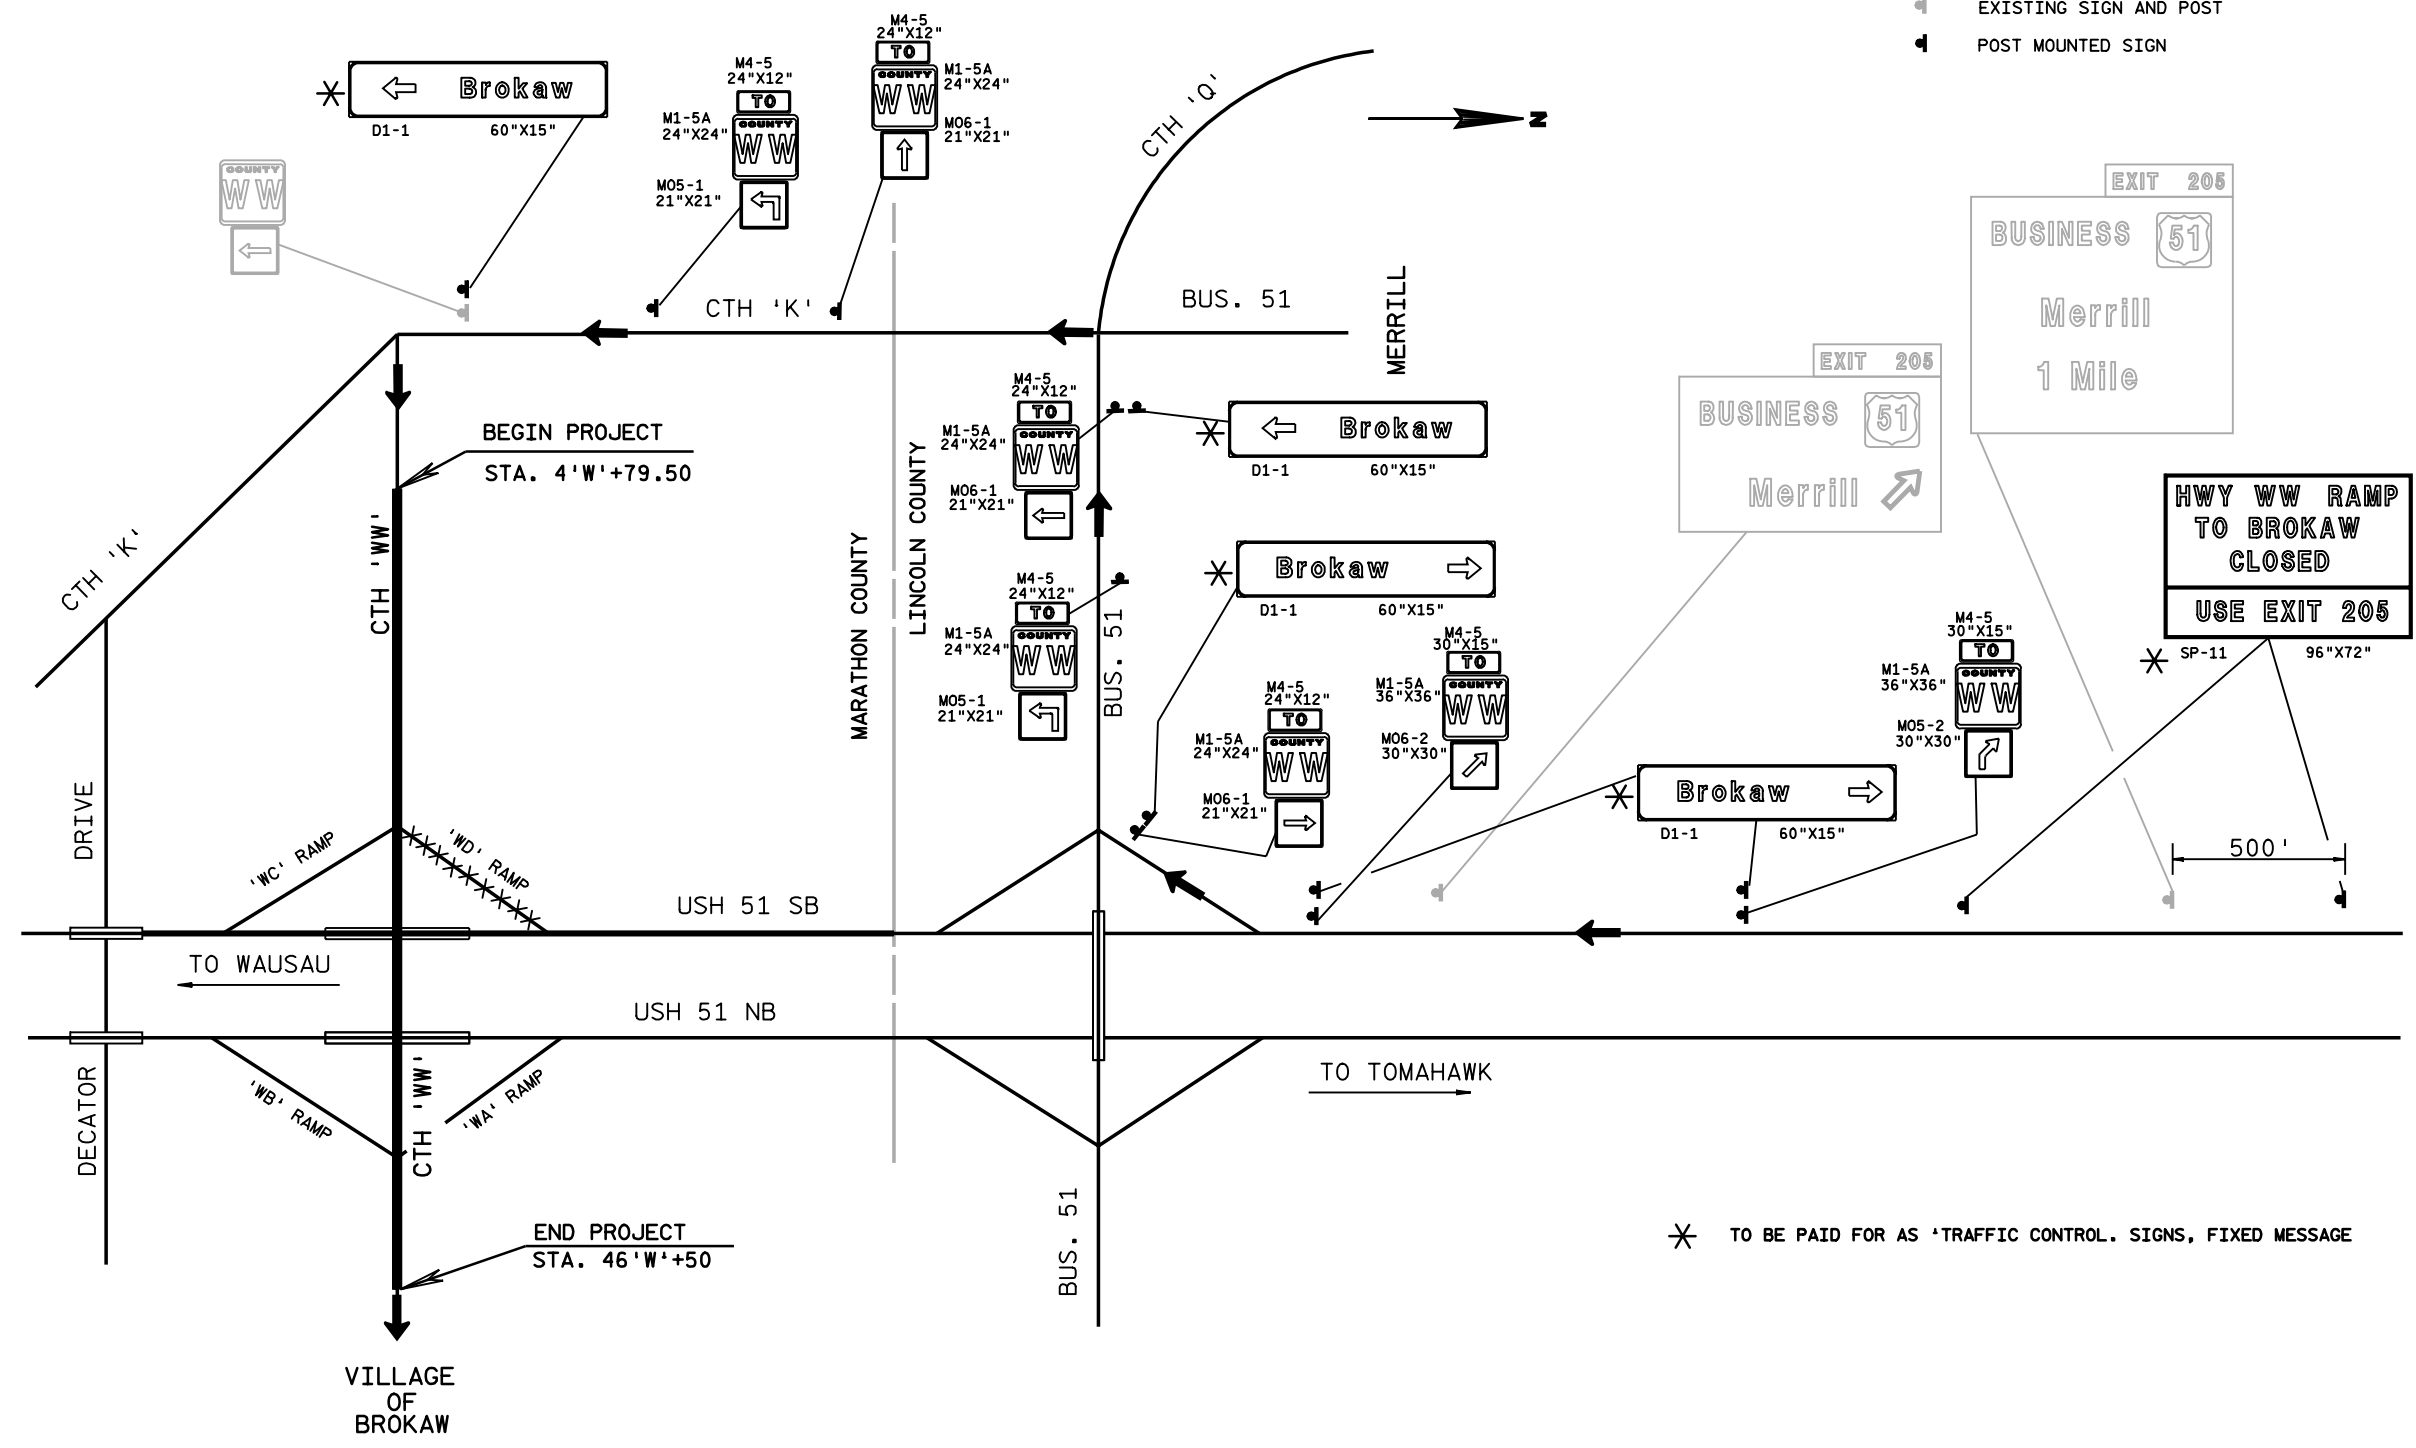 EXISTING SIGN AND POST
POST MOUNTED SIGN
M4-5
24"X12"
TO
COUNTY
W W
M1-5A
24"X24"
M06-1
21"X21"
M4-5
24"X12"
TO
COUNTY
W W
M1-5A
24"X24"
M05-1
21"X21"
Brokaw
D1-1 60"X15"
COUNTY
W W
CTH 'Q'
N
EXIT 205
BUSINESS 51
Merrill
1 Mile
CTH 'K'
BUS. 51
MERRILL
EXIT 205
BUSINESS 51
Merrill
M4-5
24"X12"
TO
COUNTY
W W
M1-5A
24"X24"
M06-1
21"X21"
Brokaw
D1-1 60"X15"
BEGIN PROJECT
STA. 4'W'+79.50
HWY WW RAMP
TO BROKAW
CLOSED
USE EXIT 205
SP-11 96"X72"
CTH 'K'
CTH 'WW'
MARATHON COUNTY
LINCOLN COUNTY
M4-5
24"X12"
TO
COUNTY
W W
M1-5A
24"X24"
M05-1
21"X21"
BUS. 51
Brokaw
D1-1 60"X15"
M4-5
24"X12"
TO
COUNTY
W W
M1-5A
24"X24"
M06-1
21"X21"
M4-5
30"X15"
TO
COUNTY
W W
M1-5A
36"X36"
M06-2
30"X30"
M4-5
30"X15"
TO
COUNTY
W W
M1-5A
36"X36"
M05-2
30"X30"
Brokaw
D1-1 60"X15"
500'
DRIVE
'WC' RAMP
'WD' RAMP
USH 51 SB
TO WAUSAU
USH 51 NB
TO TOMAHAWK
DECATOR
'WB' RAMP
CTH 'WW'
'WA' RAMP
BUS. 51
END PROJECT
STA. 46'W'+50
TO BE PAID FOR AS 'TRAFFIC CONTROL. SIGNS, FIXED MESSAGE
VILLAGE
OF
BROKAW